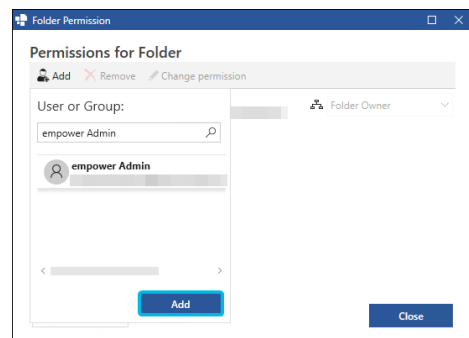 Folder Permission
Permissions for Folder
Add Remove Change permission
User or Group:
empower Admin
empower Admin
Folder Owner
Add
Close